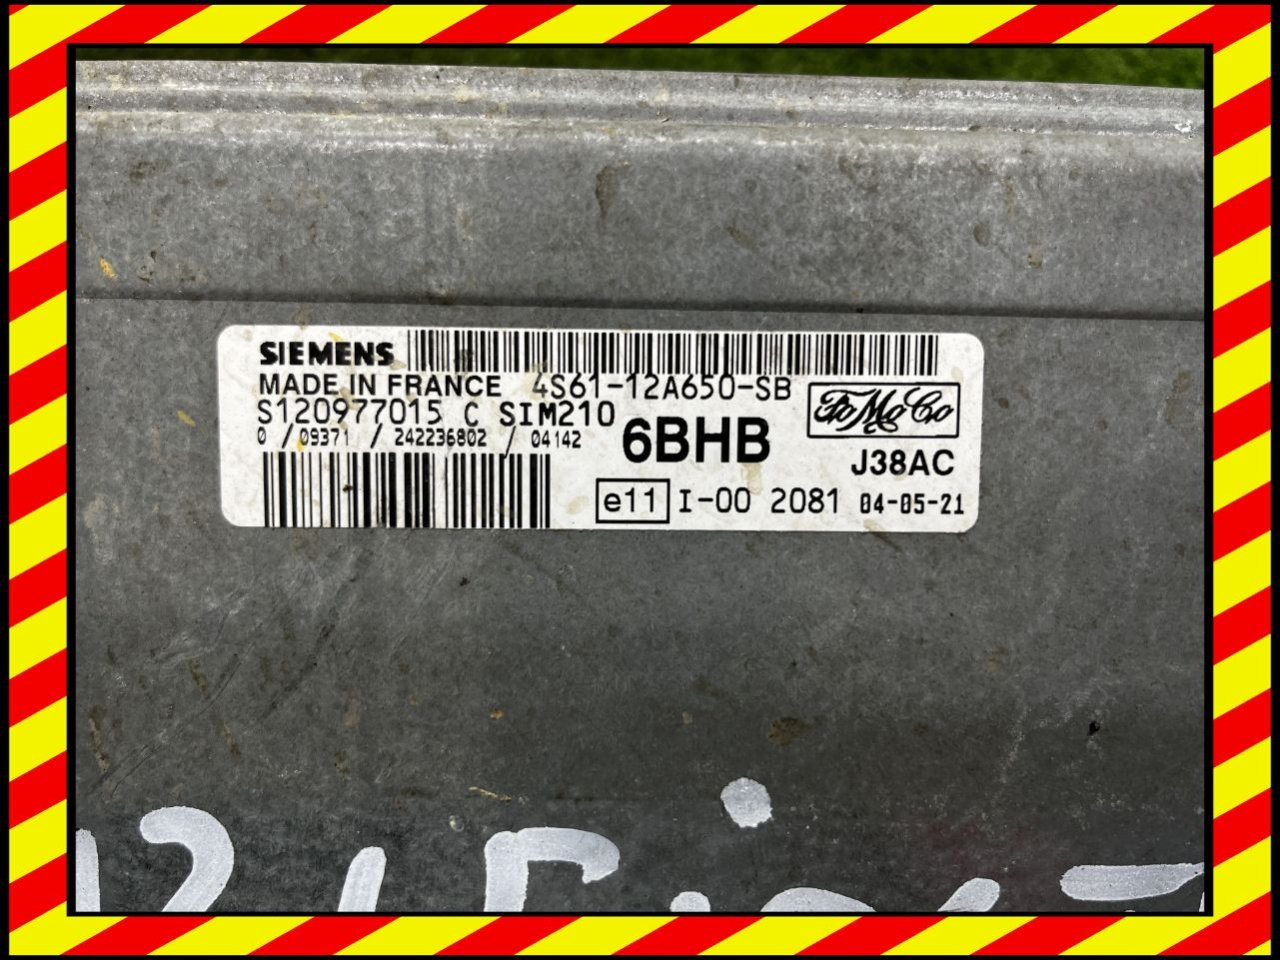 SIEMENS
MADE IN FRANCE 4S61-12A650-SB
S120977015 C SIM210
0 / 09371 / 242236802 / 04142
6BHB
FoMoCo
J38AC
e11 I-00 2081 04-05-21